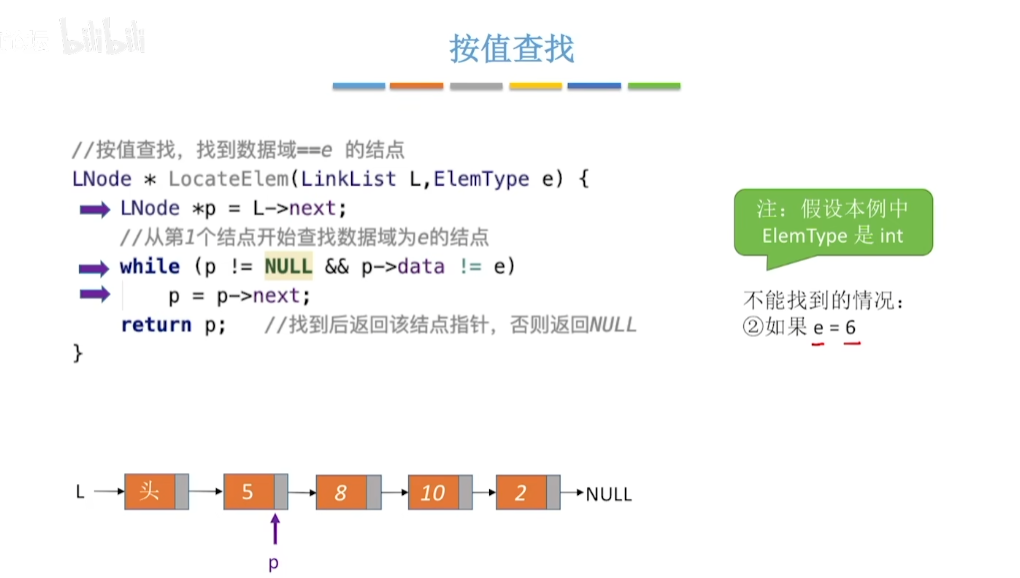 bilibili
按值查找
//按值查找，找到数据域==e 的结点
LNode * LocateElem(LinkList L,ElemType e) {
LNode *p = L->next;
//从第1个结点开始查找数据域为e的结点
while (p != NULL && p->data != e)
p = p->next;
return p; //找到后返回该结点指针，否则返回NULL
}
注：假设本例中
ElemType 是 int
不能找到的情况：
②如果 e = 6
L 头 5 8 10 2 NULL
p